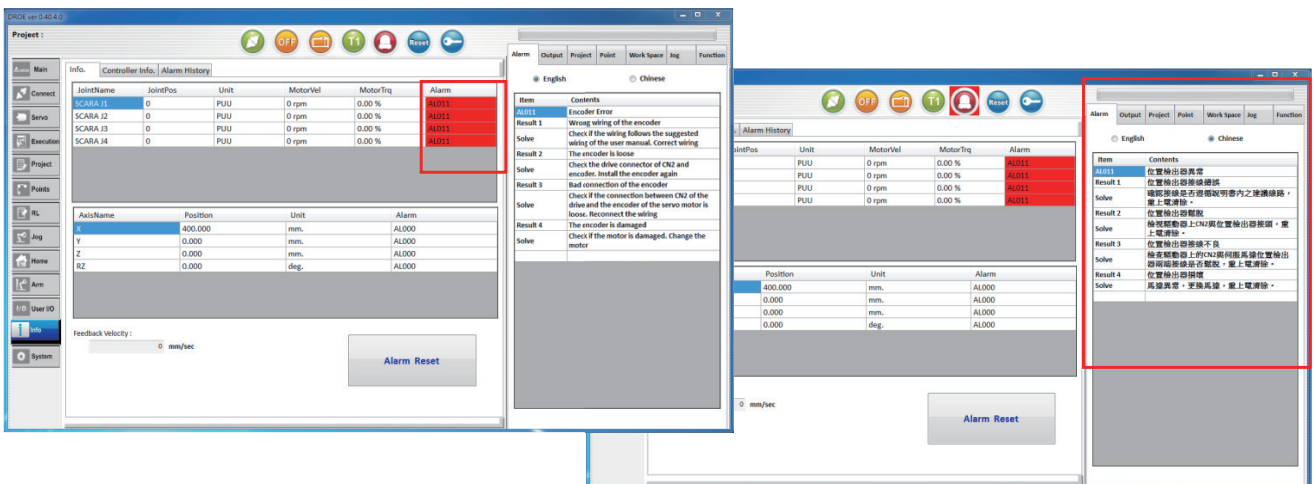 DROE ver 0.40.4.0
Project :
OFF T1 Reset
Main
Connect
Servo
Execution
Project
Points
RL
Jog
Home
Arm
I/O User I/O
Info
System
Info. Controller Info. Alarm History
JointName JointPos Unit MotorVel MotorTrq Alarm
SCARA J1 0 PUU 0 rpm 0.00 % AL011
SCARA J2 0 PUU 0 rpm 0.00 % AL011
SCARA J3 0 PUU 0 rpm 0.00 % AL011
SCARA J4 0 PUU 0 rpm 0.00 % AL011
AxisName Position Unit Alarm
X 400.000 mm. AL000
Y 0.000 mm. AL000
Z 0.000 mm. AL000
RZ 0.000 deg. AL000
Feedback Velocity :
0 mm/sec
Alarm Reset
Alarm Output Project Point Work Space Jog Function
English Chinese
Item Contents
AL011 Encoder Error
Result 1 Wroag wiring of the encoder
Solve Check if the wiring follows the suggested
wiring of the user manual. Correct wiring
Result 2 The encoder is loose
Solve Check the drive connector of CN2 and
encoder. Install the encoder again
Result 3 Bad connection of the encoder
Solve Check if the connection between CN2 of the
drive and the encoder of the servo motor is
loose. Reconnect the wiring
Result 4 The encoder is damaged
Solve Check if the motor is damaged. Change the
motor
OFF T1 Reset
Alarm History
ointPos Unit MotorVel MotorTrq Alarm
PUU 0 rpm 0.00 % AL011
PUU 0 rpm 0.00 % AL011
PUU 0 rpm 0.00 % AL011
PUU 0 rpm 0.00 % AL011
Position Unit Alarm
400.000 mm. AL000
0.000 mm. AL000
0.000 mm. AL000
0.000 deg. AL000
0 mm/sec
Alarm Reset
Alarm Output Project Point Work Space Jog Function
English Chinese
Item Contents
AL011 位置檢出器異常
Result 1 位置檢出器接線錯誤
Solve 確認接線是否遵循說明書內之建議線路，
重上電清除。
Result 2 位置檢出器鬆脫
Solve 檢視驅動器上CN2與位置檢出器接頭，重
上電清除。
Result 3 位置檢出器接線不良
Solve 檢查驅動器上的CN2與伺服馬達位置檢出
器兩端接線是否鬆脫，重上電清除。
Result 4 位置檢出器損壞
Solve 馬達異常，更換馬達，重上電清除。